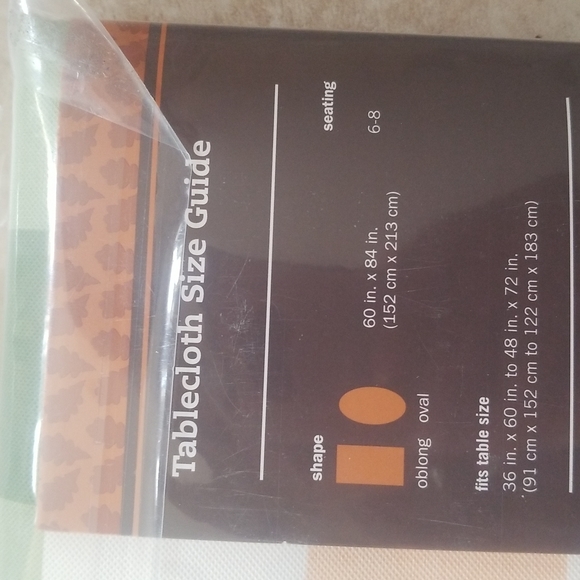 Tablecloth Size Guide
shape
seating
oblong oval
60 in. x 84 in.
(152 cm x 213 cm)
6-8
fits table size
36 in. x 60 in. to 48 in. x 72 in.
(91 cm x 152 cm to 122 cm x 183 cm)